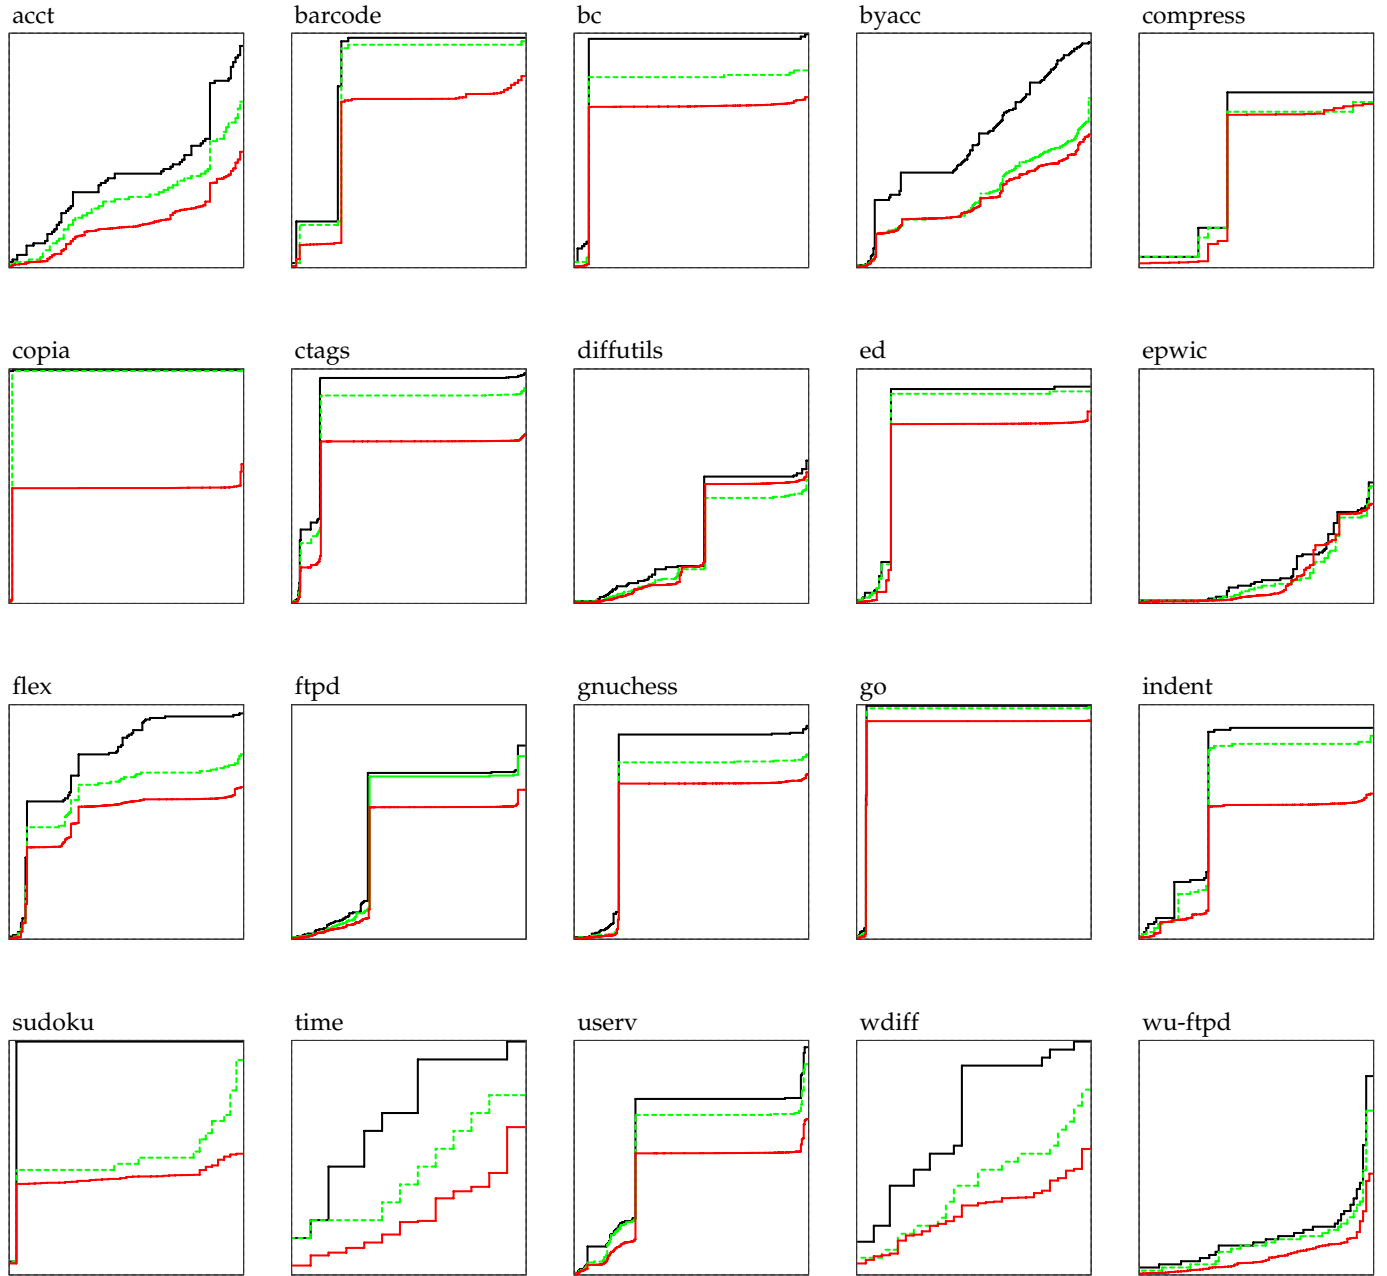 acct
barcode
bc
byacc
compress
copia
ctags
diffutils
ed
epwic
flex
ftpd
gnuchess
go
indent
sudoku
time
userv
wdiff
wu-ftpd